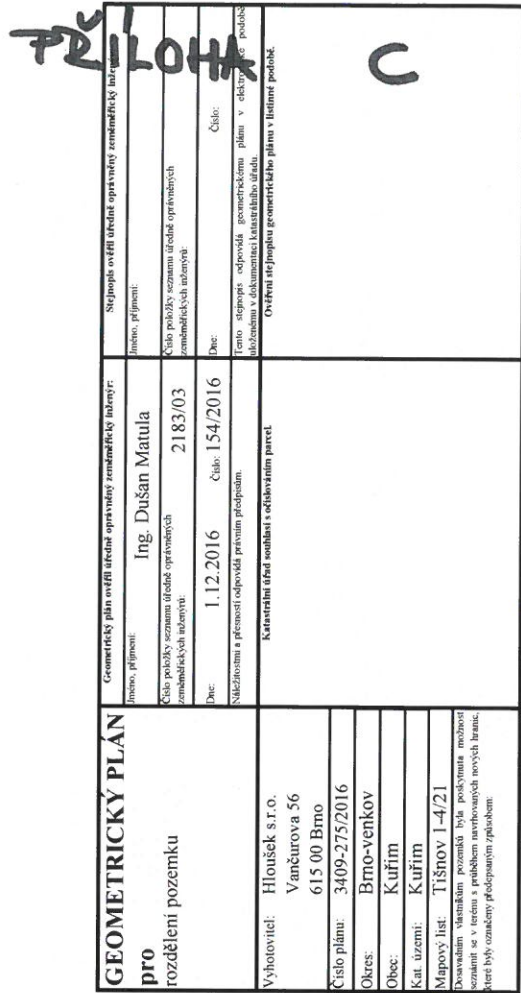 PŘÍLOHA C
GEOMETRICKÝ PLÁN
pro
rozdělení pozemku
Geometrický plán ověřil úředně oprávněný zeměměřický inženýr:
Jméno, příjmení:
Ing. Dušan Matula
Číslo položky seznamu úředně oprávněných
zeměměřických inženýrů: 2183/03
Dne: 1.12.2016 Číslo: 154/2016
Náležitostmi a přesností odpovídá právním předpisům.
Stejnopis ověřil úředně oprávněný zeměměřický
Jméno, příjmení:
Číslo položky seznamu úředně oprávněných
zeměměřických inženýrů:
Dne: Číslo:
Tento stejnopis odpovídá geometrickému plánu v podobě
uloženému v dokumentaci katastrálního úřadu.
Vyhotovitel: Hloušek s.r.o.
Vančurova 56
615 00 Brno
Číslo plánu: 3409-275/2016
Okres: Brno-venkov
Obec: Kuřim
Kat. území: Kuřim
Mapový list: Tišnov 1-4/21
Dosavadním vlastníkům pozemků byla poskytnuta možnost
seznámit se v terénu s průběhem navrhovaných nových hranic,
které byly označeny předepsaným způsobem:
Katastrální úřad souhlasí s očíslováním parcel.
Ověření stejnopisu geometrického plánu v listinné podobě.